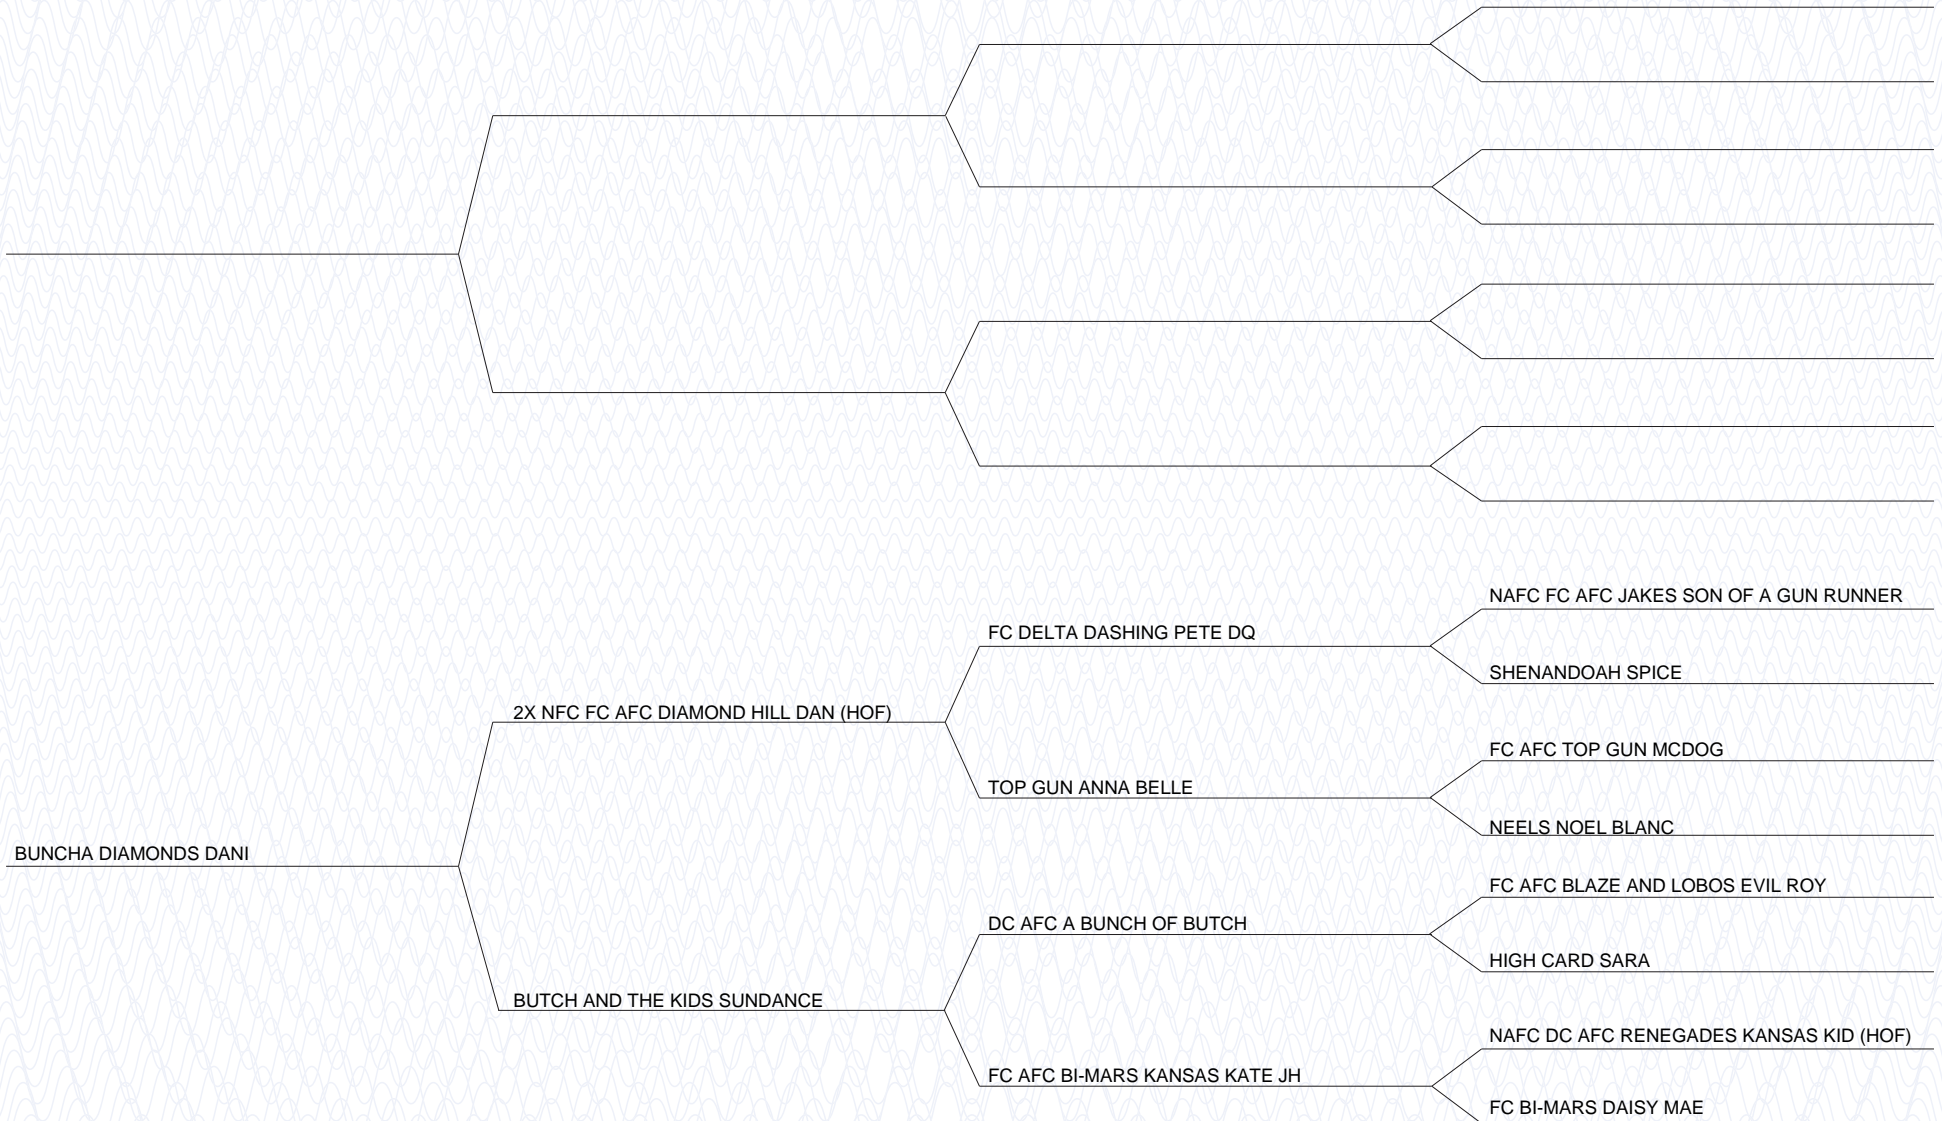 NAFC FC AFC JAKES SON OF A GUN RUNNER
FC DELTA DASHING PETE DQ
SHENANDOAH SPICE
2X NFC FC AFC DIAMOND HILL DAN (HOF)
FC AFC TOP GUN MCDOG
TOP GUN ANNA BELLE
NEELS NOEL BLANC
BUNCHA DIAMONDS DANI
FC AFC BLAZE AND LOBOS EVIL ROY
DC AFC A BUNCH OF BUTCH
HIGH CARD SARA
BUTCH AND THE KIDS SUNDANCE
NAFC DC AFC RENEGADES KANSAS KID (HOF)
FC AFC BI-MARS KANSAS KATE JH
FC BI-MARS DAISY MAE